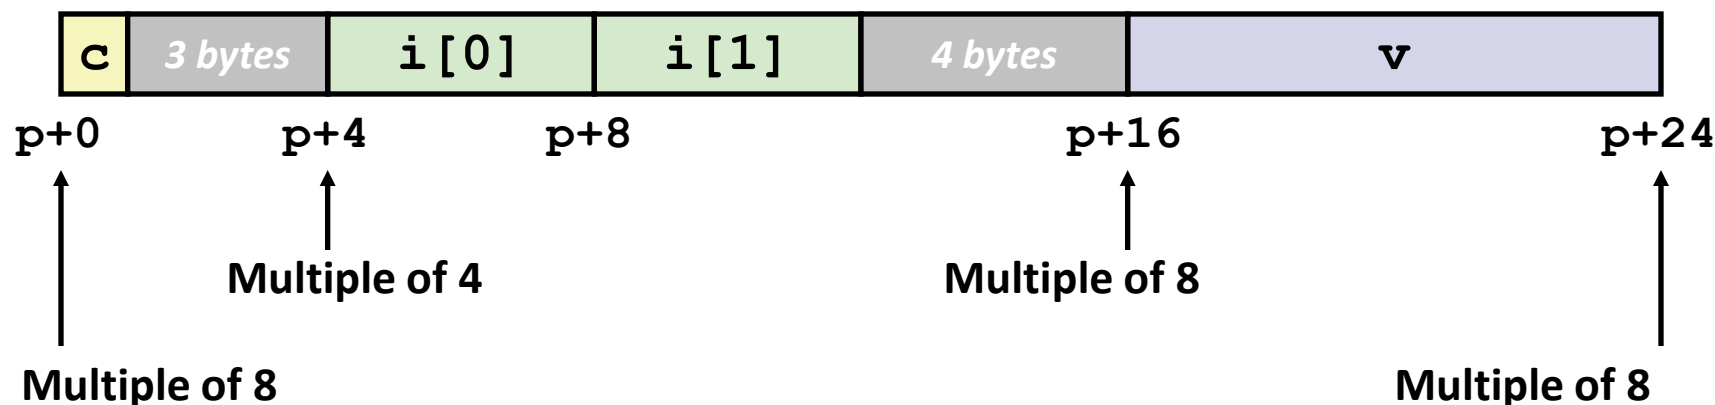 c 3 bytes i[0] i[1] 4 bytes v
p+0 p+4 p+8 p+16 p+24
Multiple of 4 Multiple of 8
Multiple of 8 Multiple of 8